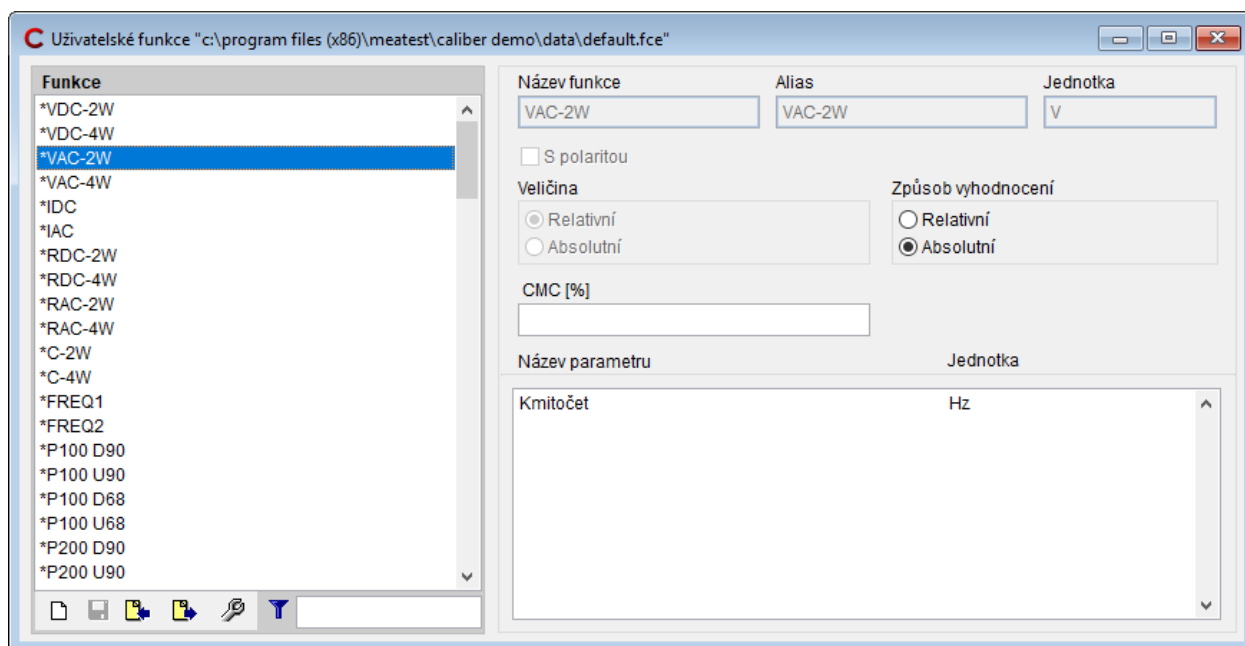 Uživatelské funkce "c:\program files (x86)\meatest\caliber demo\data\default.fce"
Funkce
*VDC-2W
*VDC-4W
*VAC-2W
*VAC-4W
*IDC
*IAC
*RDC-2W
*RDC-4W
*RAC-2W
*RAC-4W
*C-2W
*C-4W
*FREQ1
*FREQ2
*P100 D90
*P100 U90
*P100 D68
*P100 U68
*P200 D90
*P200 U90
Název funkce Alias Jednotka
VAC-2W VAC-2W V
S polaritou
Veličina Způsob vyhodnocení
Relativní Relativní
Absolutní Absolutní
CMC [%]
Název parametru Jednotka
Kmitočet Hz